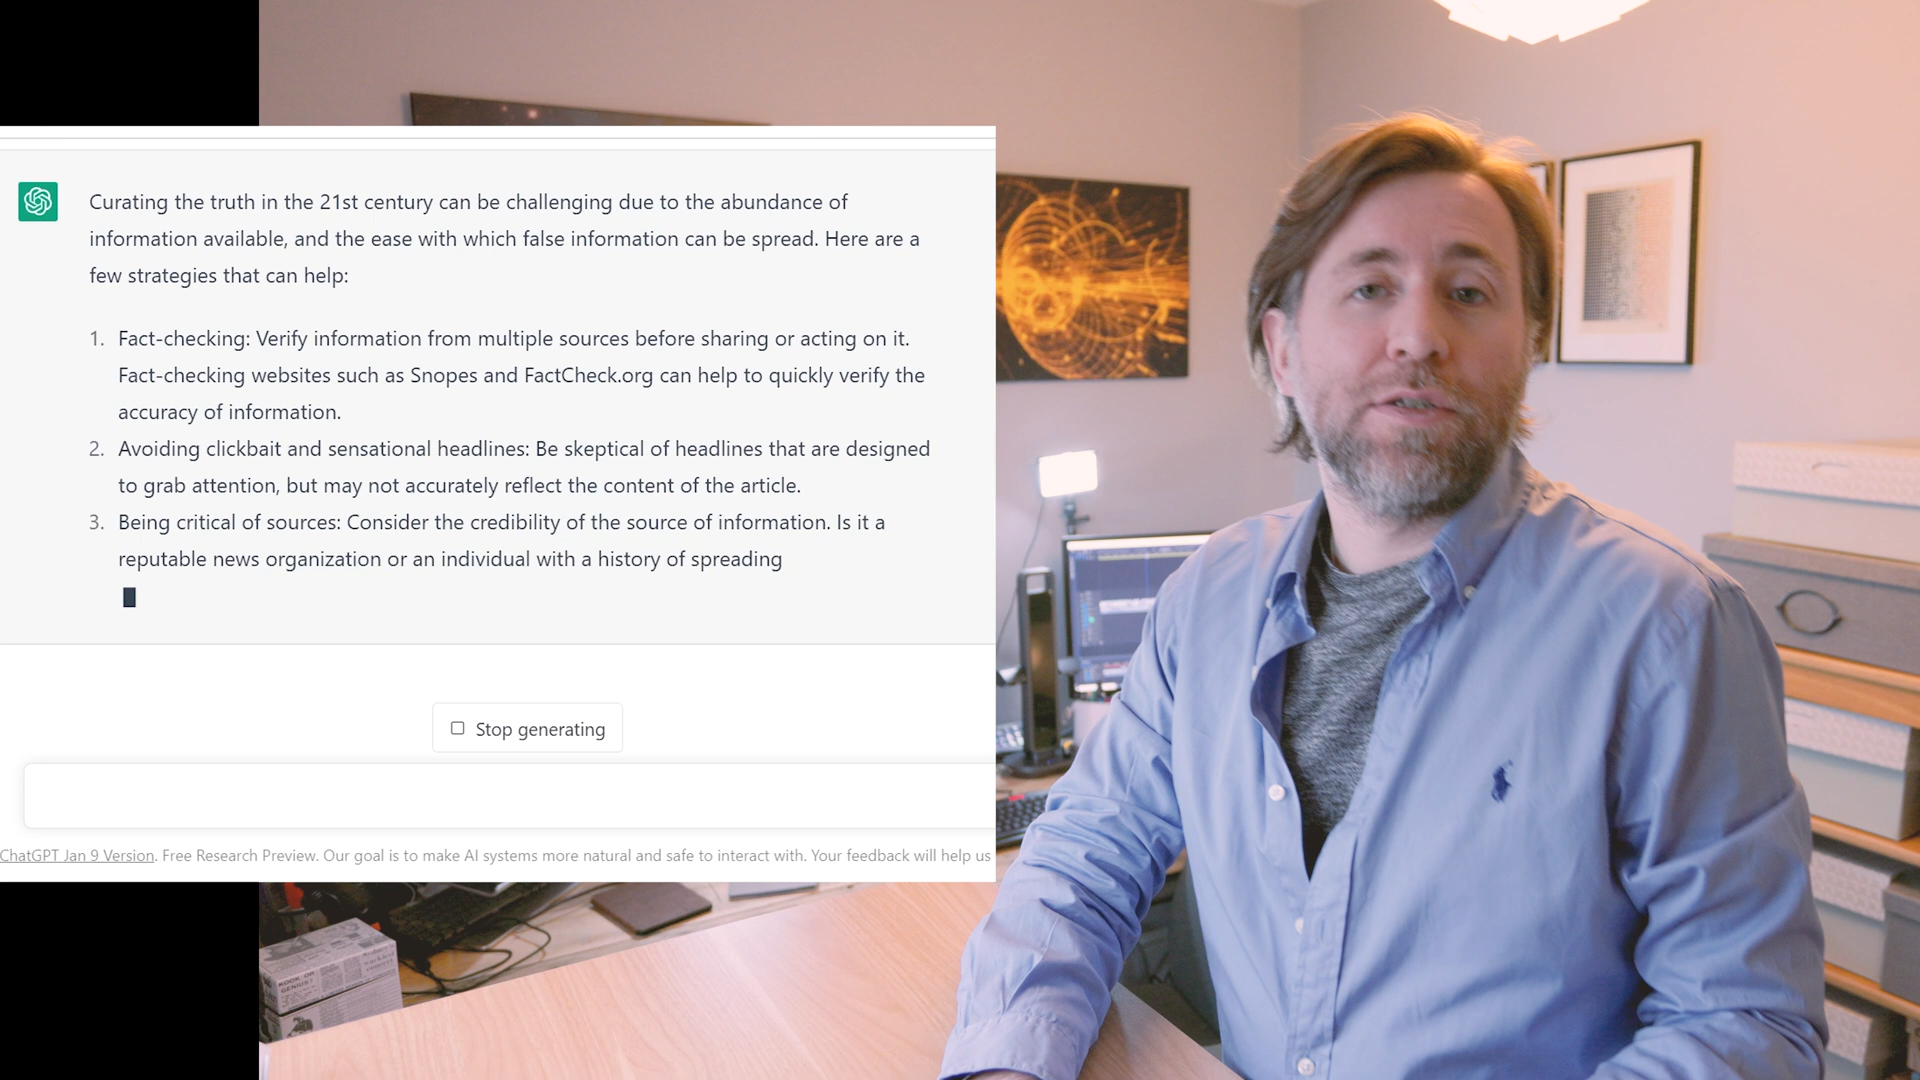 Curating the truth in the 21st century can be challenging due to the abundance of
information available, and the ease with which false information can be spread. Here are a
few strategies that can help:
1. Fact-checking: Verify information from multiple sources before sharing or acting on it.
Fact-checking websites such as Snopes and FactCheck.org can help to quickly verify the
accuracy of information.
2. Avoiding clickbait and sensational headlines: Be skeptical of headlines that are designed
to grab attention, but may not accurately reflect the content of the article.
3. Being critical of sources: Consider the credibility of the source of information. Is it a
reputable news organization or an individual with a history of spreading
Stop generating
ChatGPT Jan 9 Version. Free Research Preview. Our goal is to make AI systems more natural and safe to interact with. Your feedback will help us
KOOK OR
GENIUS?